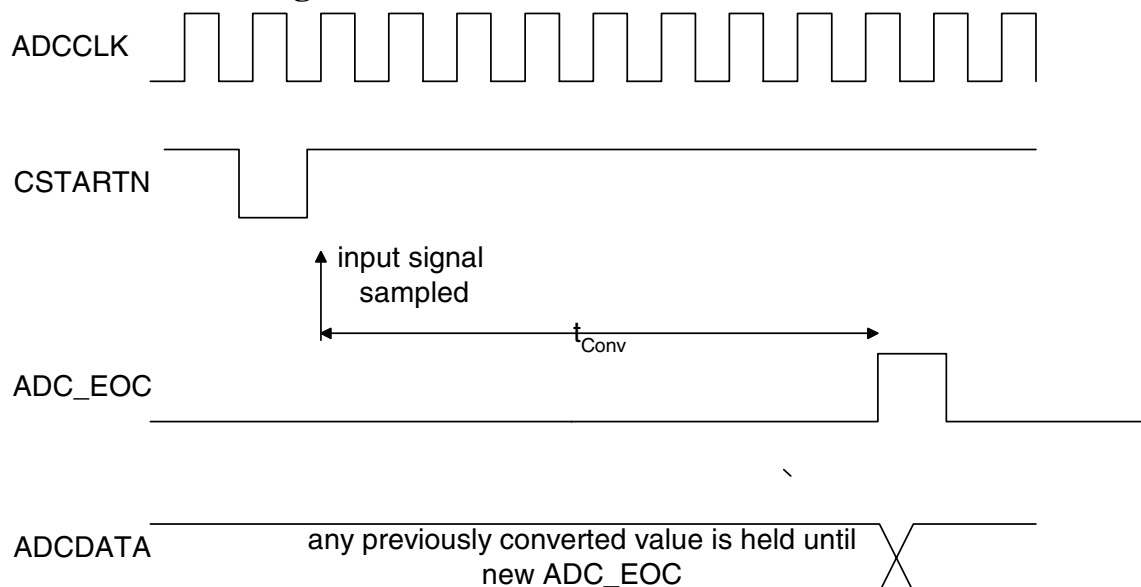 ADCCLK
CSTARTN
input signal
sampled
tConv
ADC_EOC
ADCDATA
any previously converted value is held until
new ADC_EOC